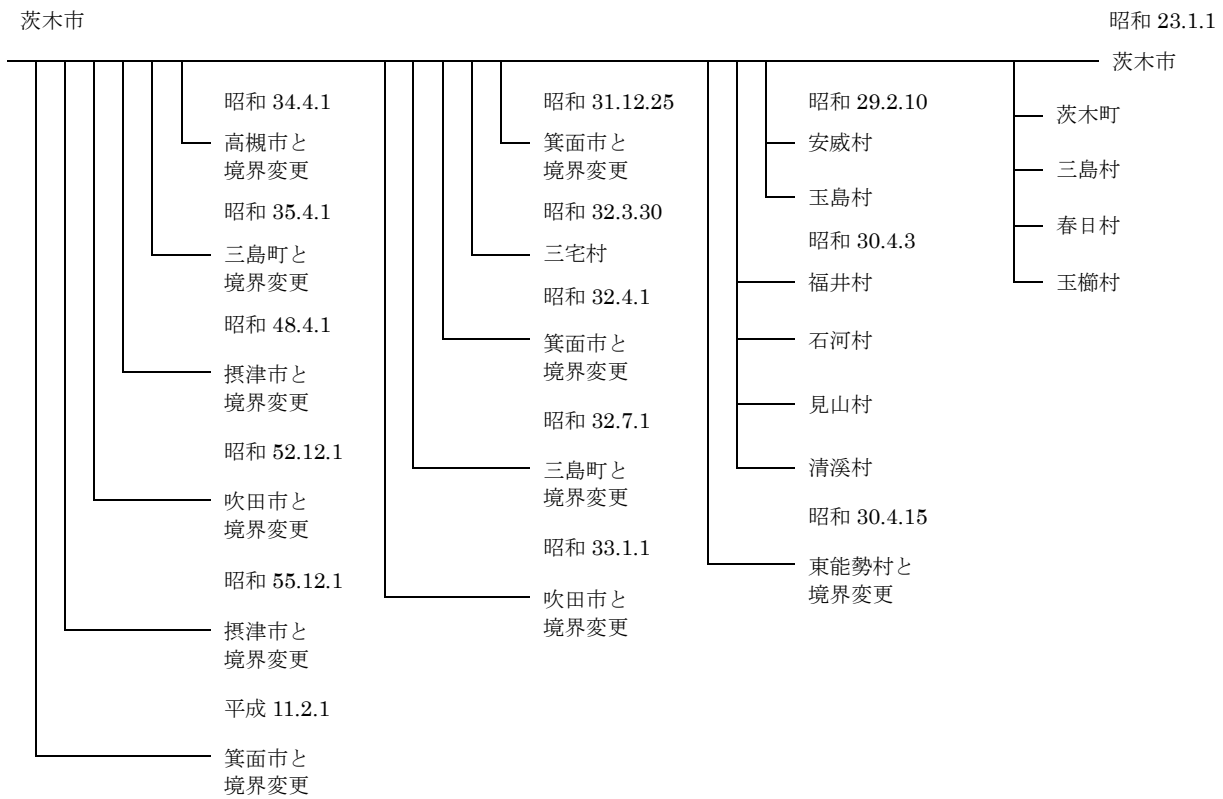 茨木市
昭和 23.1.1
茨木市
茨木町
三島村
春日村
玉櫛村
昭和 29.2.10
安威村
玉島村
昭和 30.4.3
福井村
石河村
見山村
清溪村
昭和 30.4.15
東能勢村と
境界変更
昭和 31.12.25
箕面市と
境界変更
昭和 32.3.30
三宅村
昭和 32.4.1
箕面市と
境界変更
昭和 32.7.1
三島町と
境界変更
昭和 33.1.1
吹田市と
境界変更
昭和 34.4.1
高槻市と
境界変更
昭和 35.4.1
三島町と
境界変更
昭和 48.4.1
摂津市と
境界変更
昭和 52.12.1
吹田市と
境界変更
昭和 55.12.1
摂津市と
境界変更
平成 11.2.1
箕面市と
境界変更